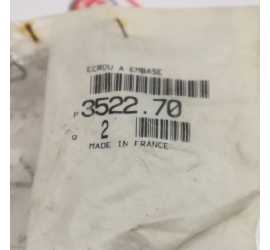 ECROU A EMBASE
P 3522.70
Q 2
MADE IN FRANCE